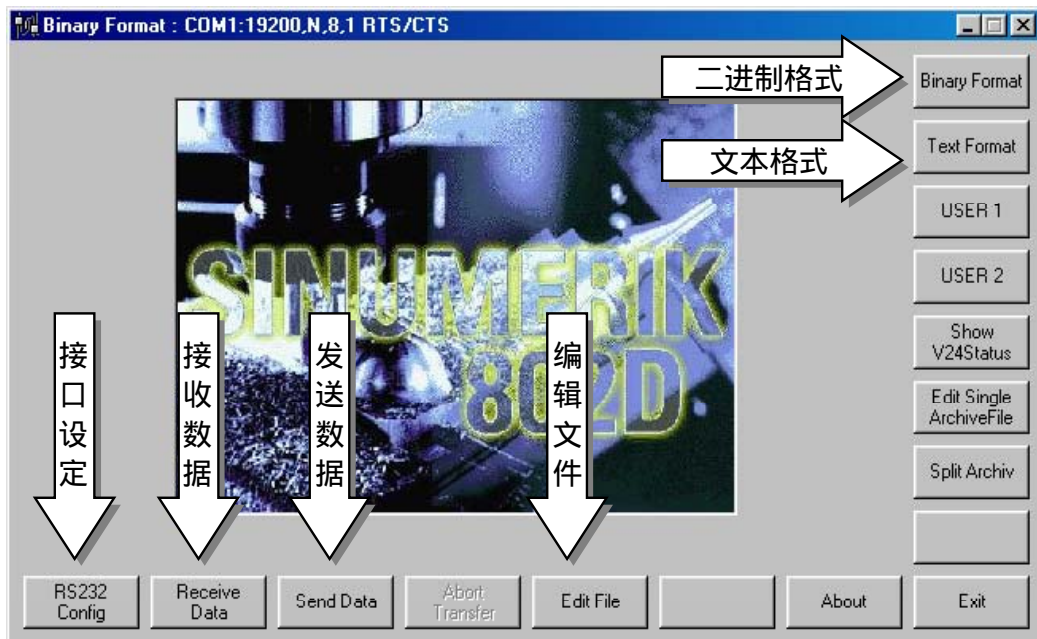 Binary Format : COM1:19200,N,8,1 RTS/CTS
二进制格式
Binary Format
文本格式
Text Format
USER 1
USER 2
Show
V24Status
Edit Single
ArchiveFile
Split Archiv
SINUMERIK
802D
接口设定
接收数据
发送数据
编辑文件
RS232
Config
Receive
Data
Send Data
Abort
Transfer
Edit File
About
Exit